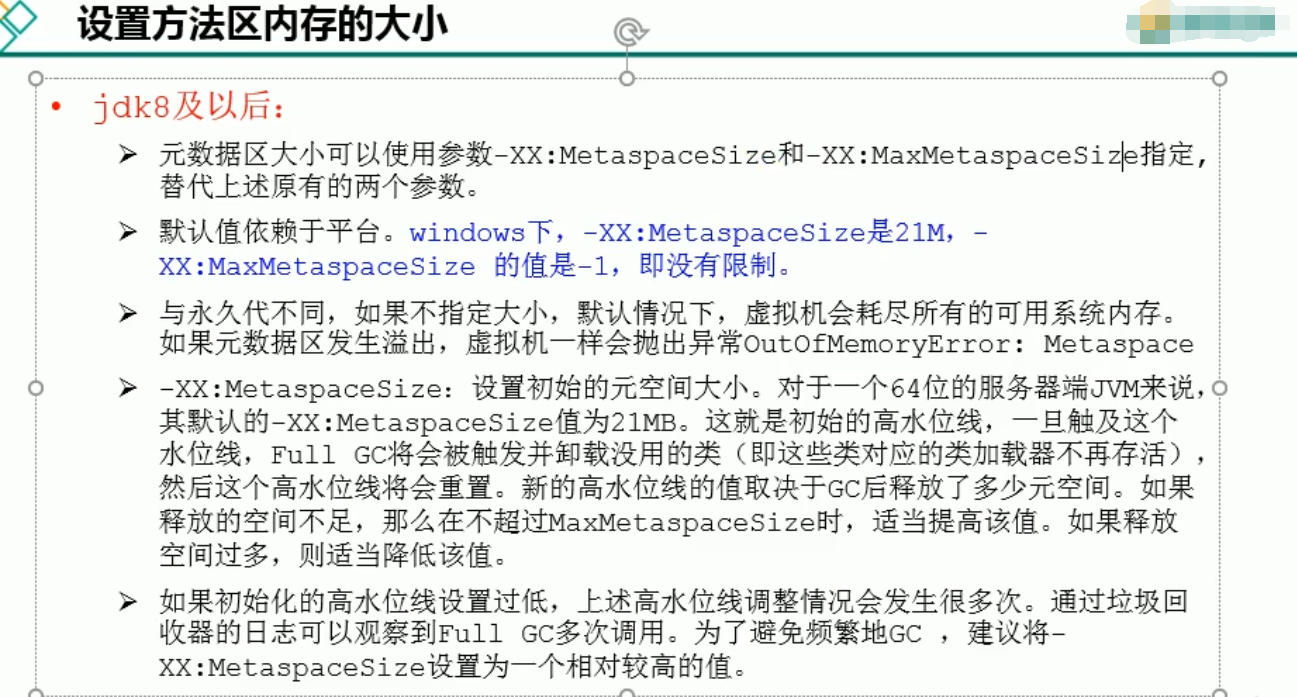 设置方法区内存的大小
• jdk8及以后：
➢ 元数据区大小可以使用参数-XX:MetaspaceSize和-XX:MaxMetaspaceSize指定,
替代上述原有的两个参数。
➢ 默认值依赖于平台。windows下，-XX:MetaspaceSize是21M，-
XX:MaxMetaspaceSize 的值是-1，即没有限制。
➢ 与永久代不同，如果不指定大小，默认情况下，虚拟机会耗尽所有的可用系统内存。
如果元数据区发生溢出，虚拟机一样会抛出异常OutOfMemoryError: Metaspace
➢ -XX:MetaspaceSize：设置初始的元空间大小。对于一个64位的服务器端JVM来说，
其默认的-XX:MetaspaceSize值为21MB。这就是初始的高水位线，一旦触及这个
水位线，Full GC将会被触发并卸载没用的类（即这些类对应的类加载器不再存活），
然后这个高水位线将会重置。新的高水位线的值取决于GC后释放了多少元空间。如果
释放的空间不足，那么在不超过MaxMetaspaceSize时，适当提高该值。如果释放
空间过多，则适当降低该值。
➢ 如果初始化的高水位线设置过低，上述高水位线调整情况会发生很多次。通过垃圾回
收器的日志可以观察到Full GC多次调用。为了避免频繁地GC ，建议将-
XX:MetaspaceSize设置为一个相对较高的值。